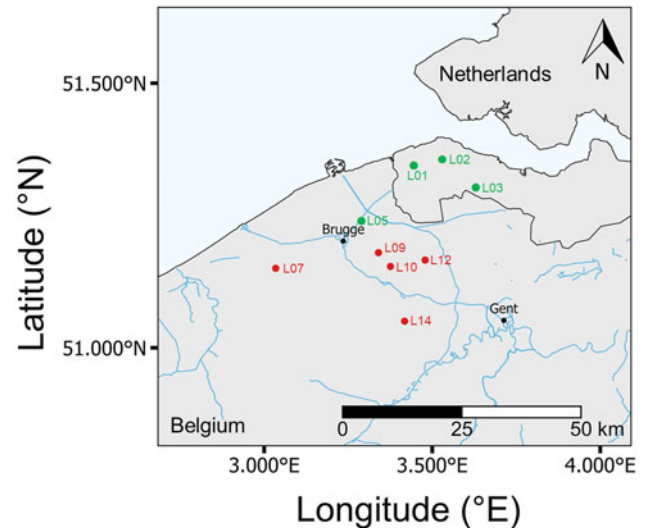 Netherlands
N
51.500°N
L02
L01
L03
L05
Brugge
L09
L07
L10
L12
Latitude (°N)
L14
Gent
51.000°N
Belgium
0
25
50 km
3.000°E
3.500°E
4.000°E
Longitude (°E)